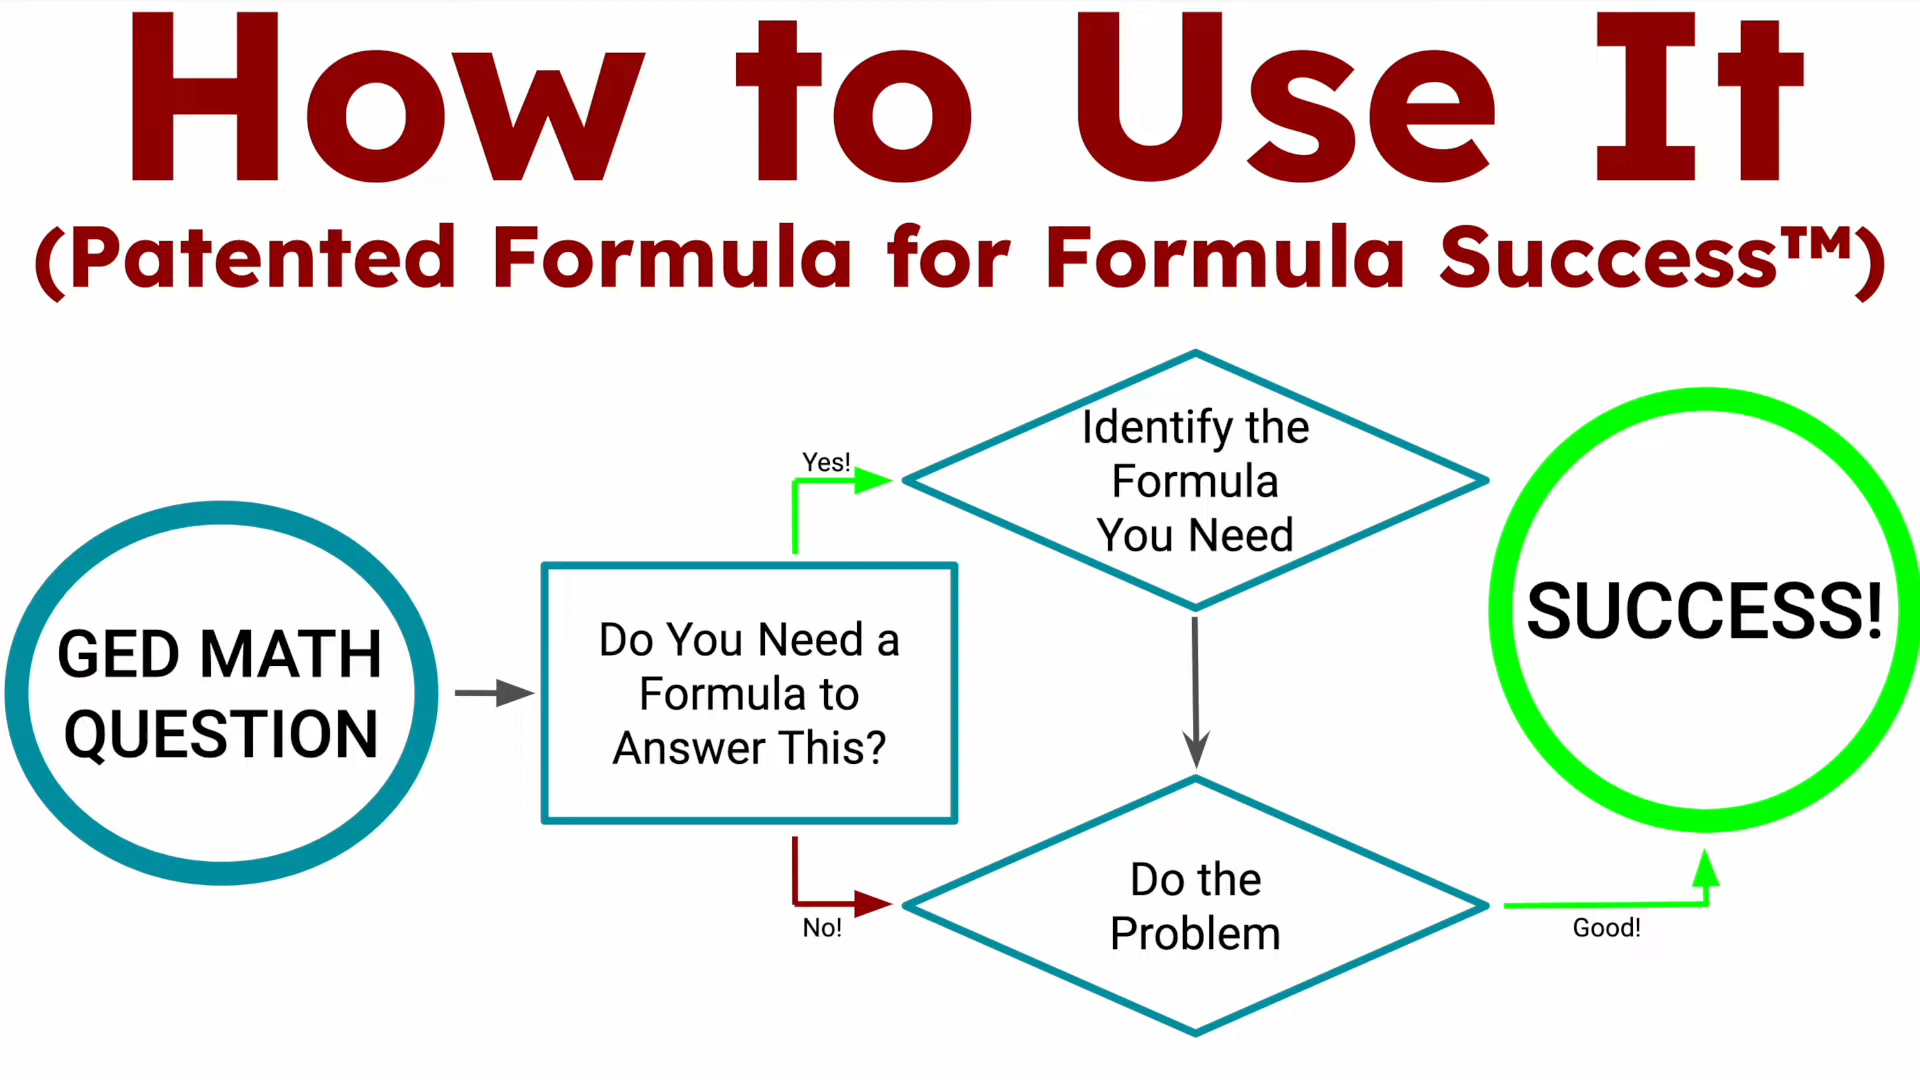 How to Use It
(Patented Formula for Formula Success™)
GED MATH
QUESTION
Do You Need a
Formula to
Answer This?
Yes!
Identify the
Formula
You Need
No!
Do the
Problem
Good!
SUCCESS!